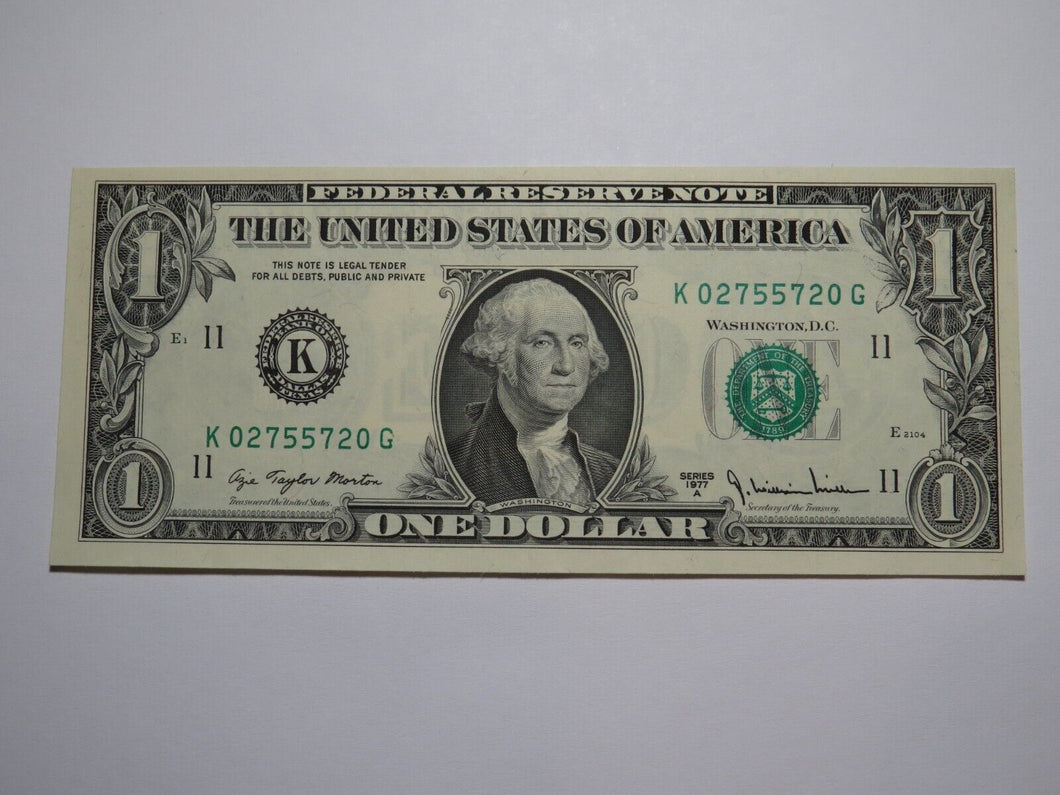 FEDERAL RESERVE NOTE
THE UNITED STATES OF AMERICA
1
1
THIS NOTE IS LEGAL TENDER
FOR ALL DEBTS, PUBLIC AND PRIVATE
K 02755720 G
WASHINGTON, D.C.
E1 11
K
ONE
THE DEPARTMENT OF THE TREASURY
1789
11
K 02755720 G
E 2104
11
Azie Taylor Morton
Treasurer of the United States.
SERIES
1977
A
J. William Miller
Secretary of the Treasury.
11
1
WASHINGTON
ONE DOLLAR
1